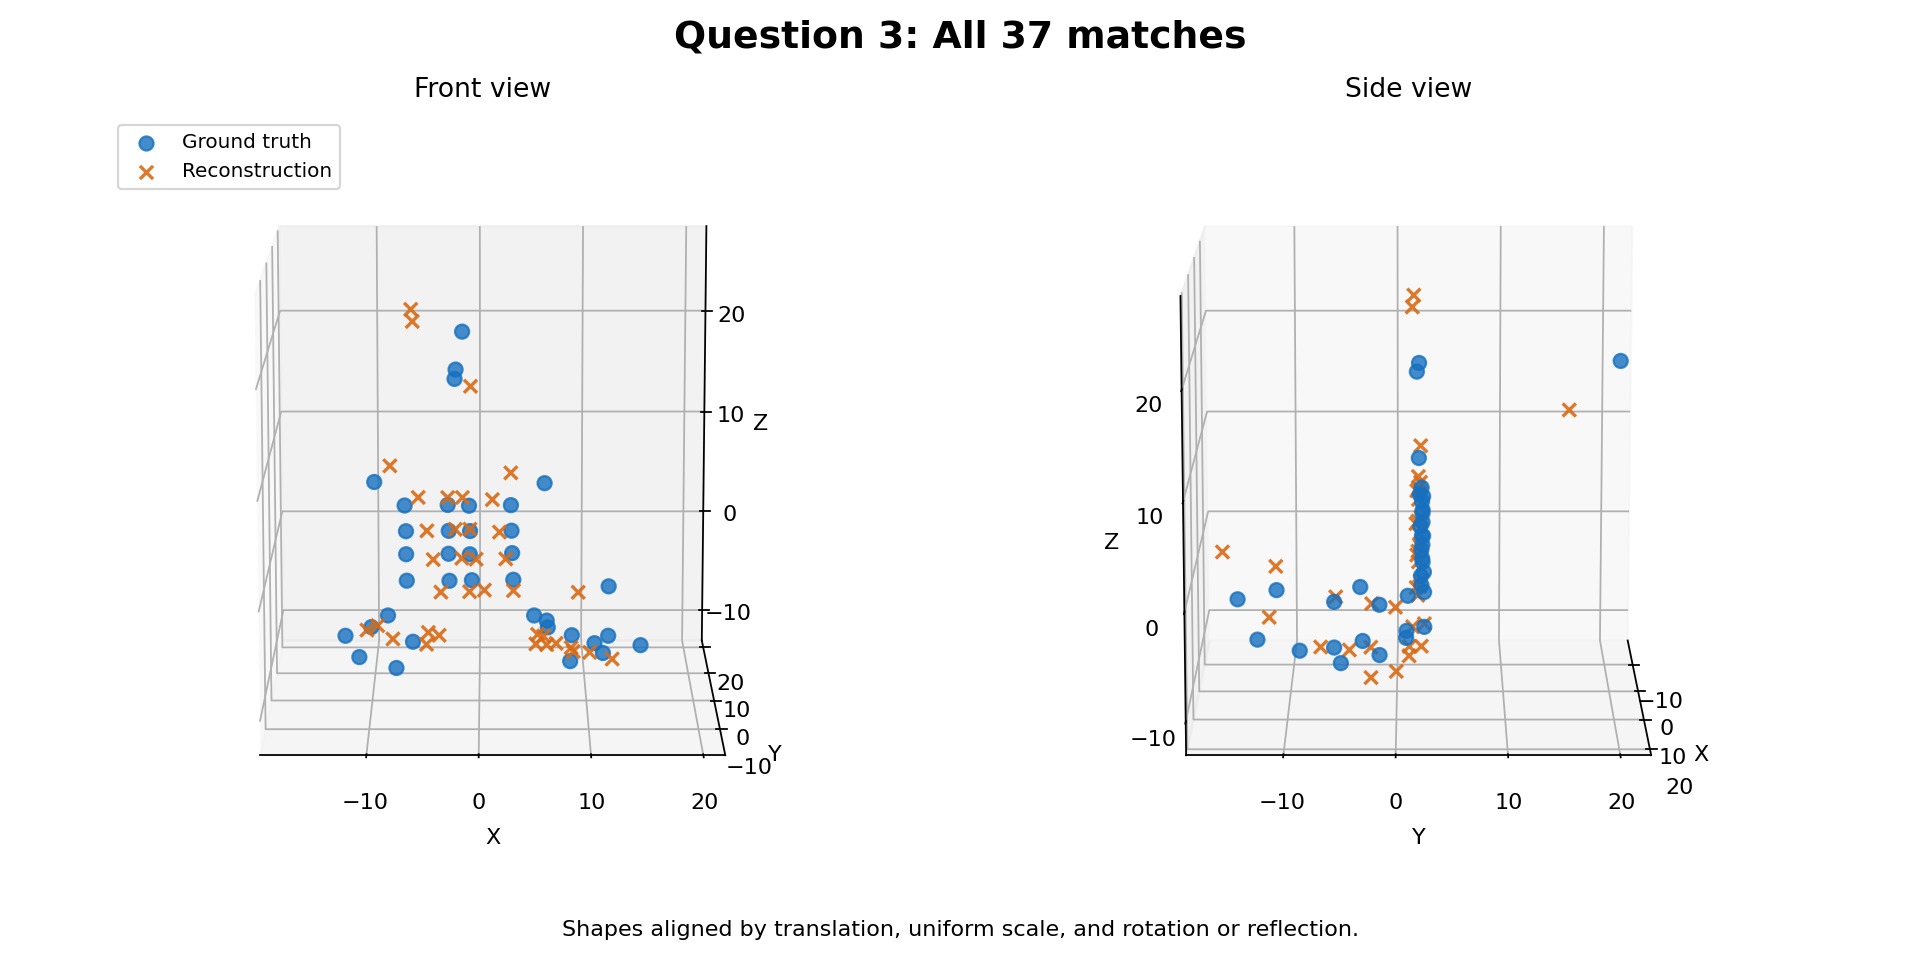 Question 3: All 37 matches
Front view
Side view
Ground truth
Reconstruction
20
10
Z
0
−10
20
10
0
−10
Y
−10
0
10
20
X
20
10
Z
0
−10
−10
0
10
20
X
−10
0
10
20
Y
Shapes aligned by translation, uniform scale, and rotation or reflection.